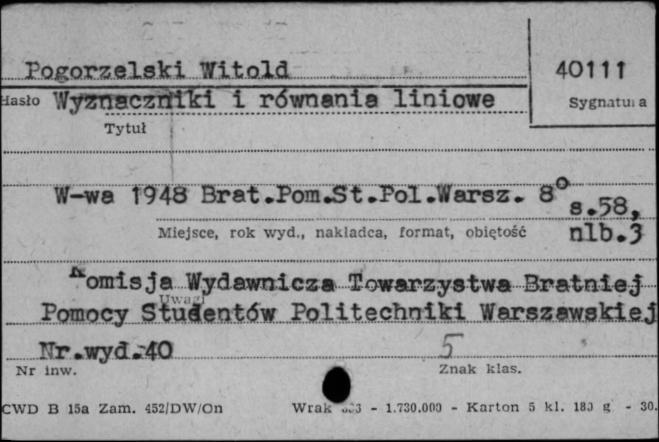 Pogorzelski Witold
40111
Hasło Wyznaczniki i równania liniowe
Sygnatura
Tytuł
W-wa 1948 Brat.Pom.St.Pol.Warsz. 8° s.58,
Miejsce, rok wyd., nakładca, format, objętość nlb.3
Komisja Wydawnicza Towarzystwa Bratniej
Uwagi
Pomocy Studentów Politechniki Warszawskiej
Nr.wyd.40 5
Nr inw. Znak klas.
CWD B 15a Zam. 452/DW/On Wrak - 1.730.000 - Karton 5 kl. 180 g - 30.